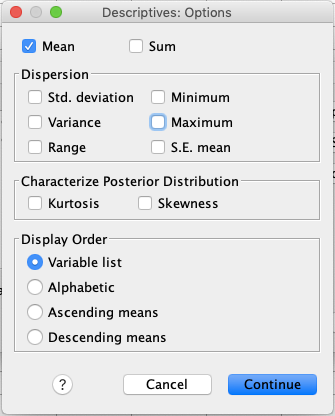 Descriptives: Options
Mean Sum
Dispersion
Std. deviation Minimum
Variance Maximum
Range S.E. mean
Characterize Posterior Distribution
Kurtosis Skewness
Display Order
Variable list
Alphabetic
Ascending means
Descending means
? Cancel Continue